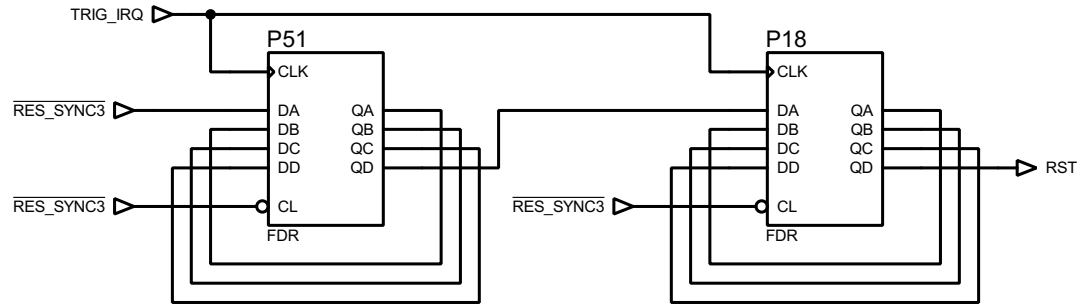 TRIG_IRQ
P51
P18
CLK
CLK
RES_SYNC3
DA QA
DB QB
DC QC
DD QD
DA QA
DB QB
DC QC
DD QD
RST
RES_SYNC3
CL
RES_SYNC3
CL
FDR
FDR